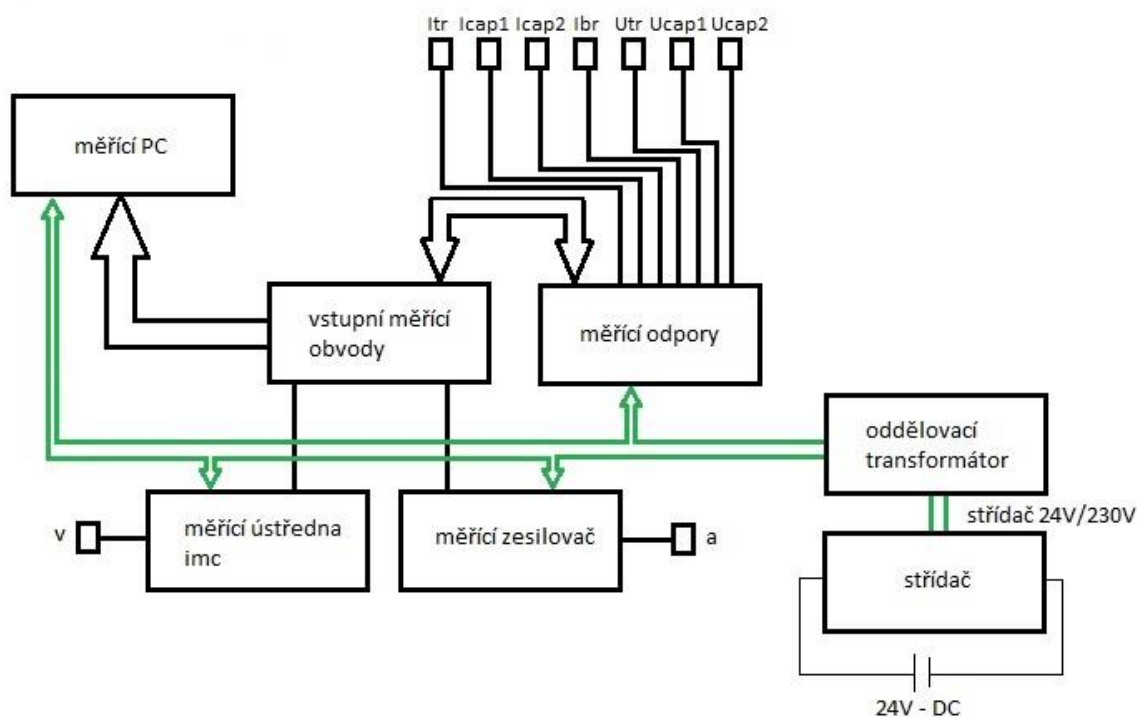 Itr Icap1 Icap2 Ibr Utr Ucap1 Ucap2
měřící PC
vstupní měřící
obvody
měřící odpory
oddělovací
transformátor
střídač 24V/230V
v
měřící ústředna
imc
měřící zesilovač
a
střídač
24V - DC